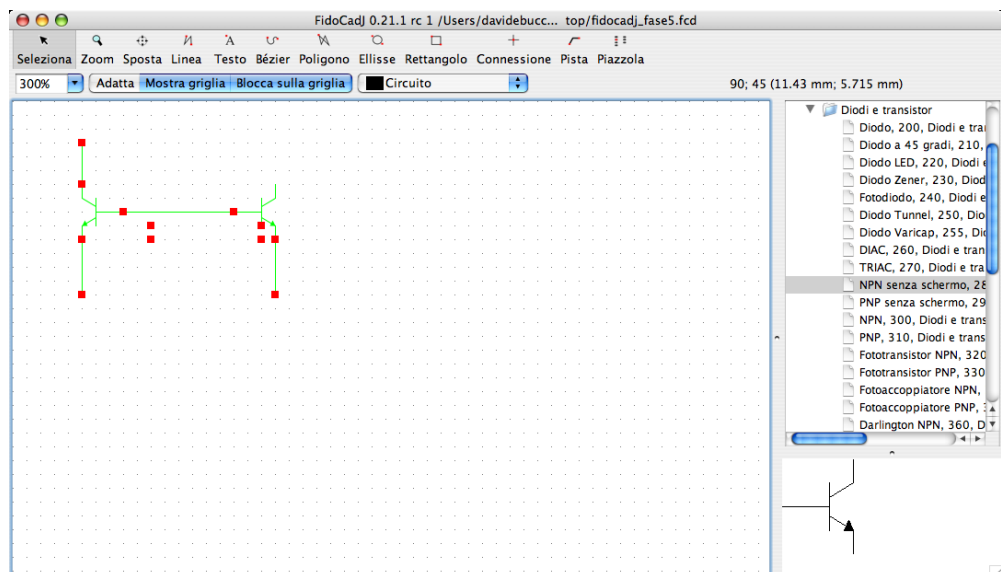 FidoCadJ 0.21.1 rc 1 /Users/davidebucc... top/fidocadj_fase5.fcd
Seleziona Zoom Sposta Linea Testo Bézier Poligono Ellisse Rettangolo Connessione Pista Piazzola
300% Adatta Mostra griglia Blocca sulla griglia Circuito 90; 45 (11.43 mm; 5.715 mm)
Diodi e transistor
Diodo, 200, Diodi e tra
Diodo a 45 gradi, 210,
Diodo LED, 220, Diodi e
Diodo Zener, 230, Diod
Fotodiodo, 240, Diodi e
Diodo Tunnel, 250, Dio
Diodo Varicap, 255, Dio
DIAC, 260, Diodi e tran
TRIAC, 270, Diodi e tra
NPN senza schermo, 28
PNP senza schermo, 29
NPN, 300, Diodi e trans
PNP, 310, Diodi e trans
Fototransistor NPN, 320
Fototransistor PNP, 330
Fotoaccoppiatore NPN,
Fotoaccoppiatore PNP,
Darlington NPN, 360, D